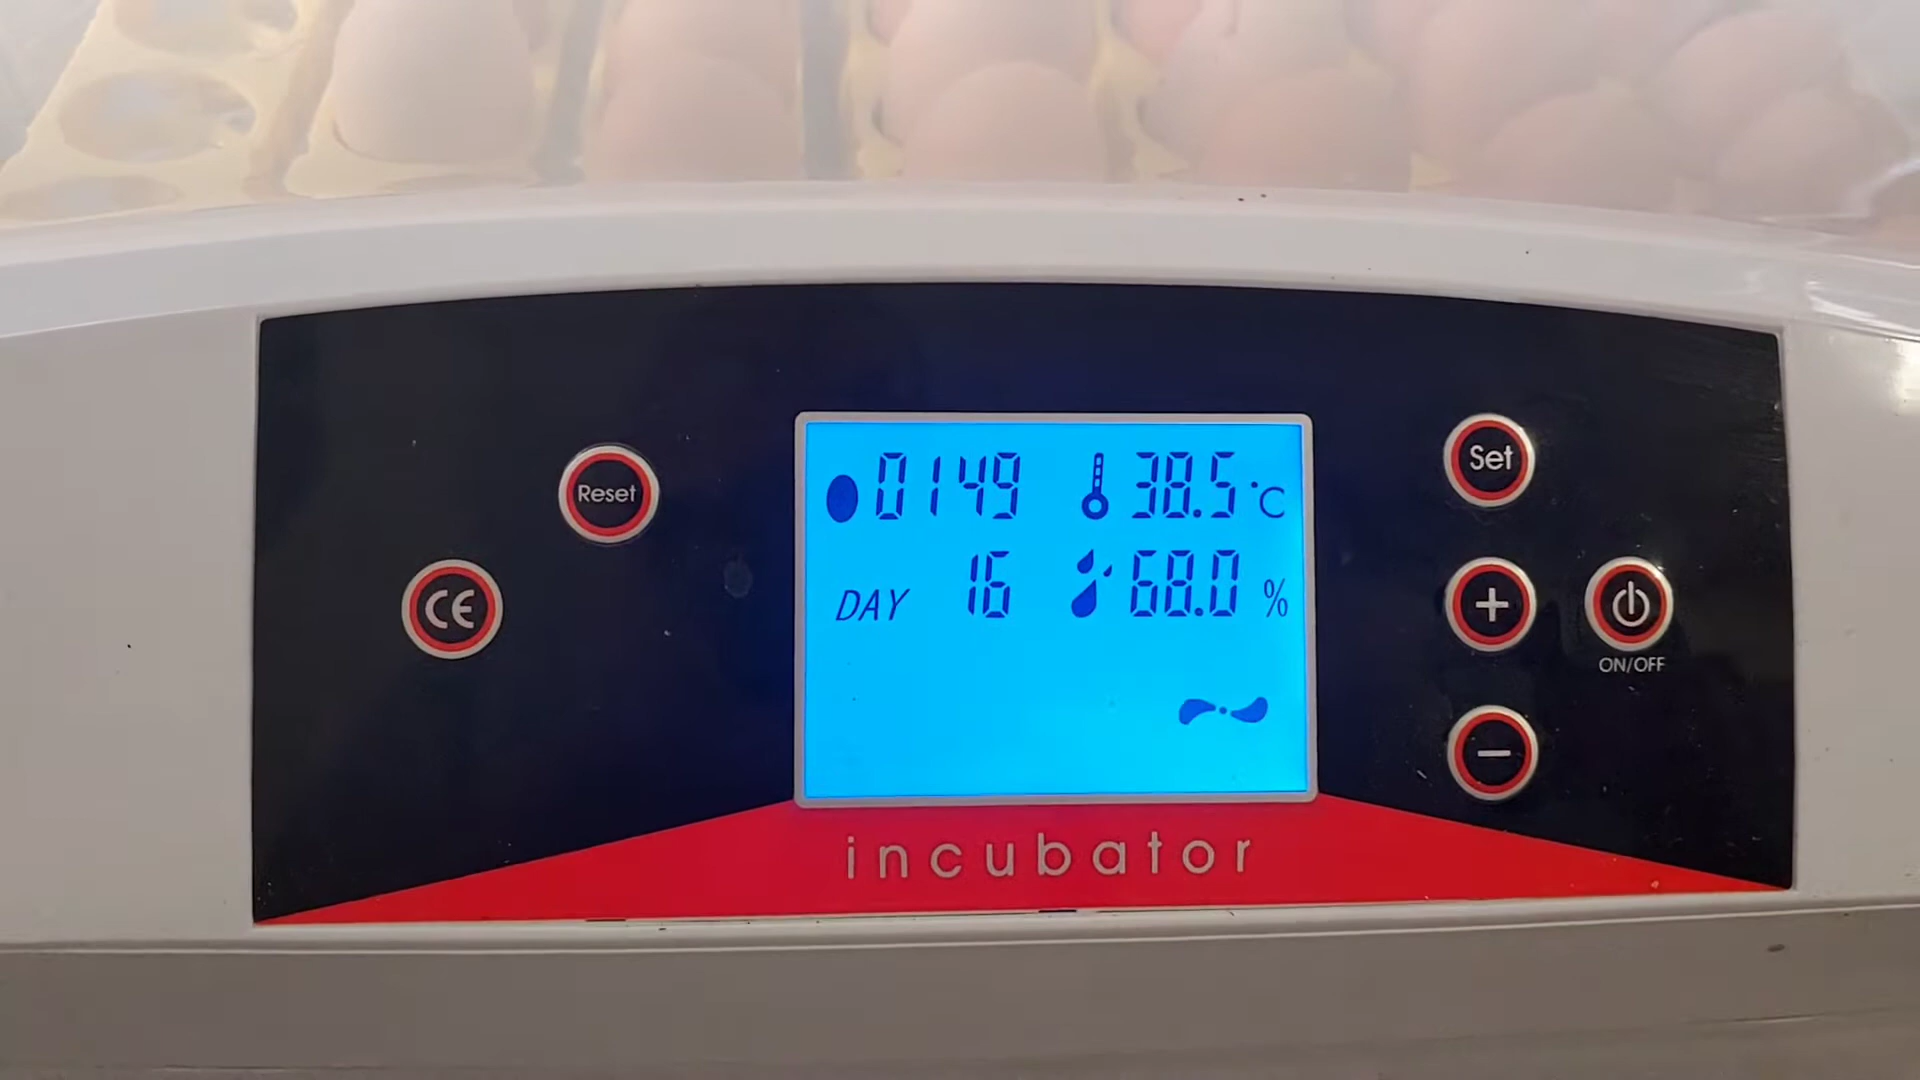 0149 38.5 °C
DAY 16 68.0 %
Reset
CE
Set
+
ON/OFF
−
incubator